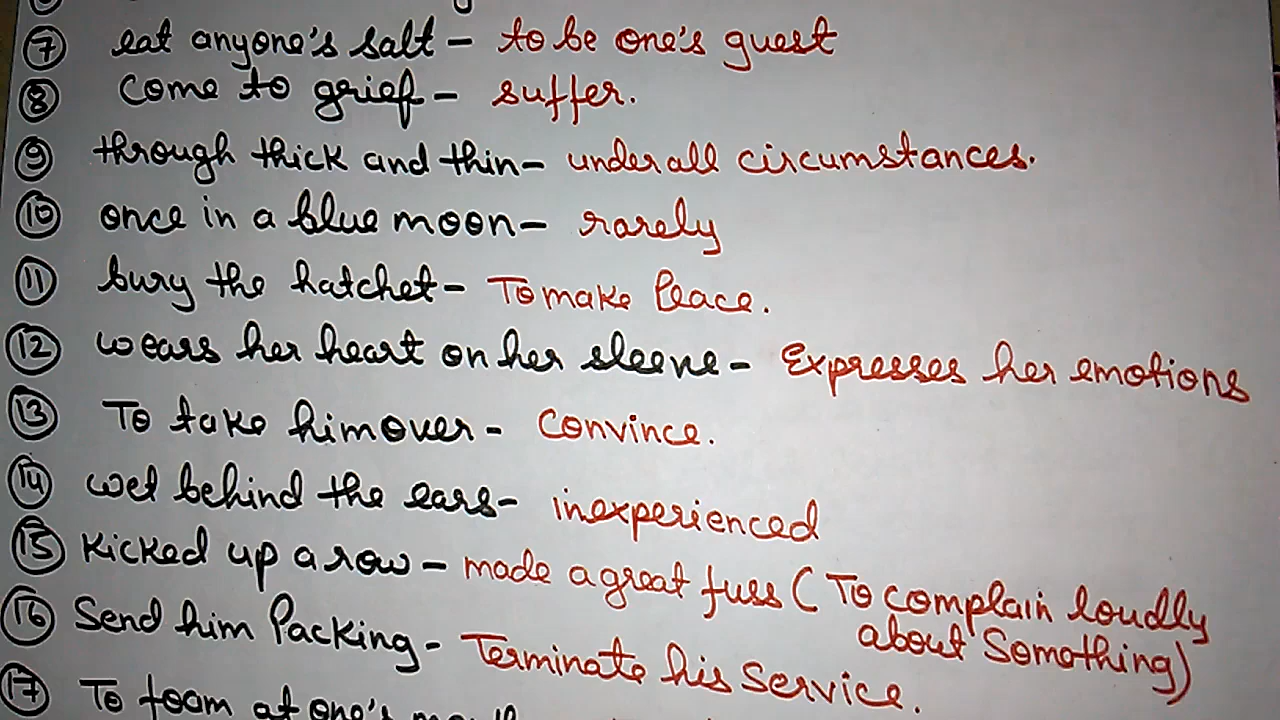 7 eat anyone's salt - to be one's guest
8 Come to grief - suffer.
9 through thick and thin - under all circumstances.
10 once in a blue moon - rarely
11 bury the hatchet - To make Peace.
12 wears her heart on her sleeve - Expresses her emotions
13 To take him over - Convince.
14 wet behind the ears - inexperienced
15 Kicked up a row - made a great fuss ( To complain loudly
about Somothing)
16 Send him Packing - Terminate his Service.
17 To foam at one's